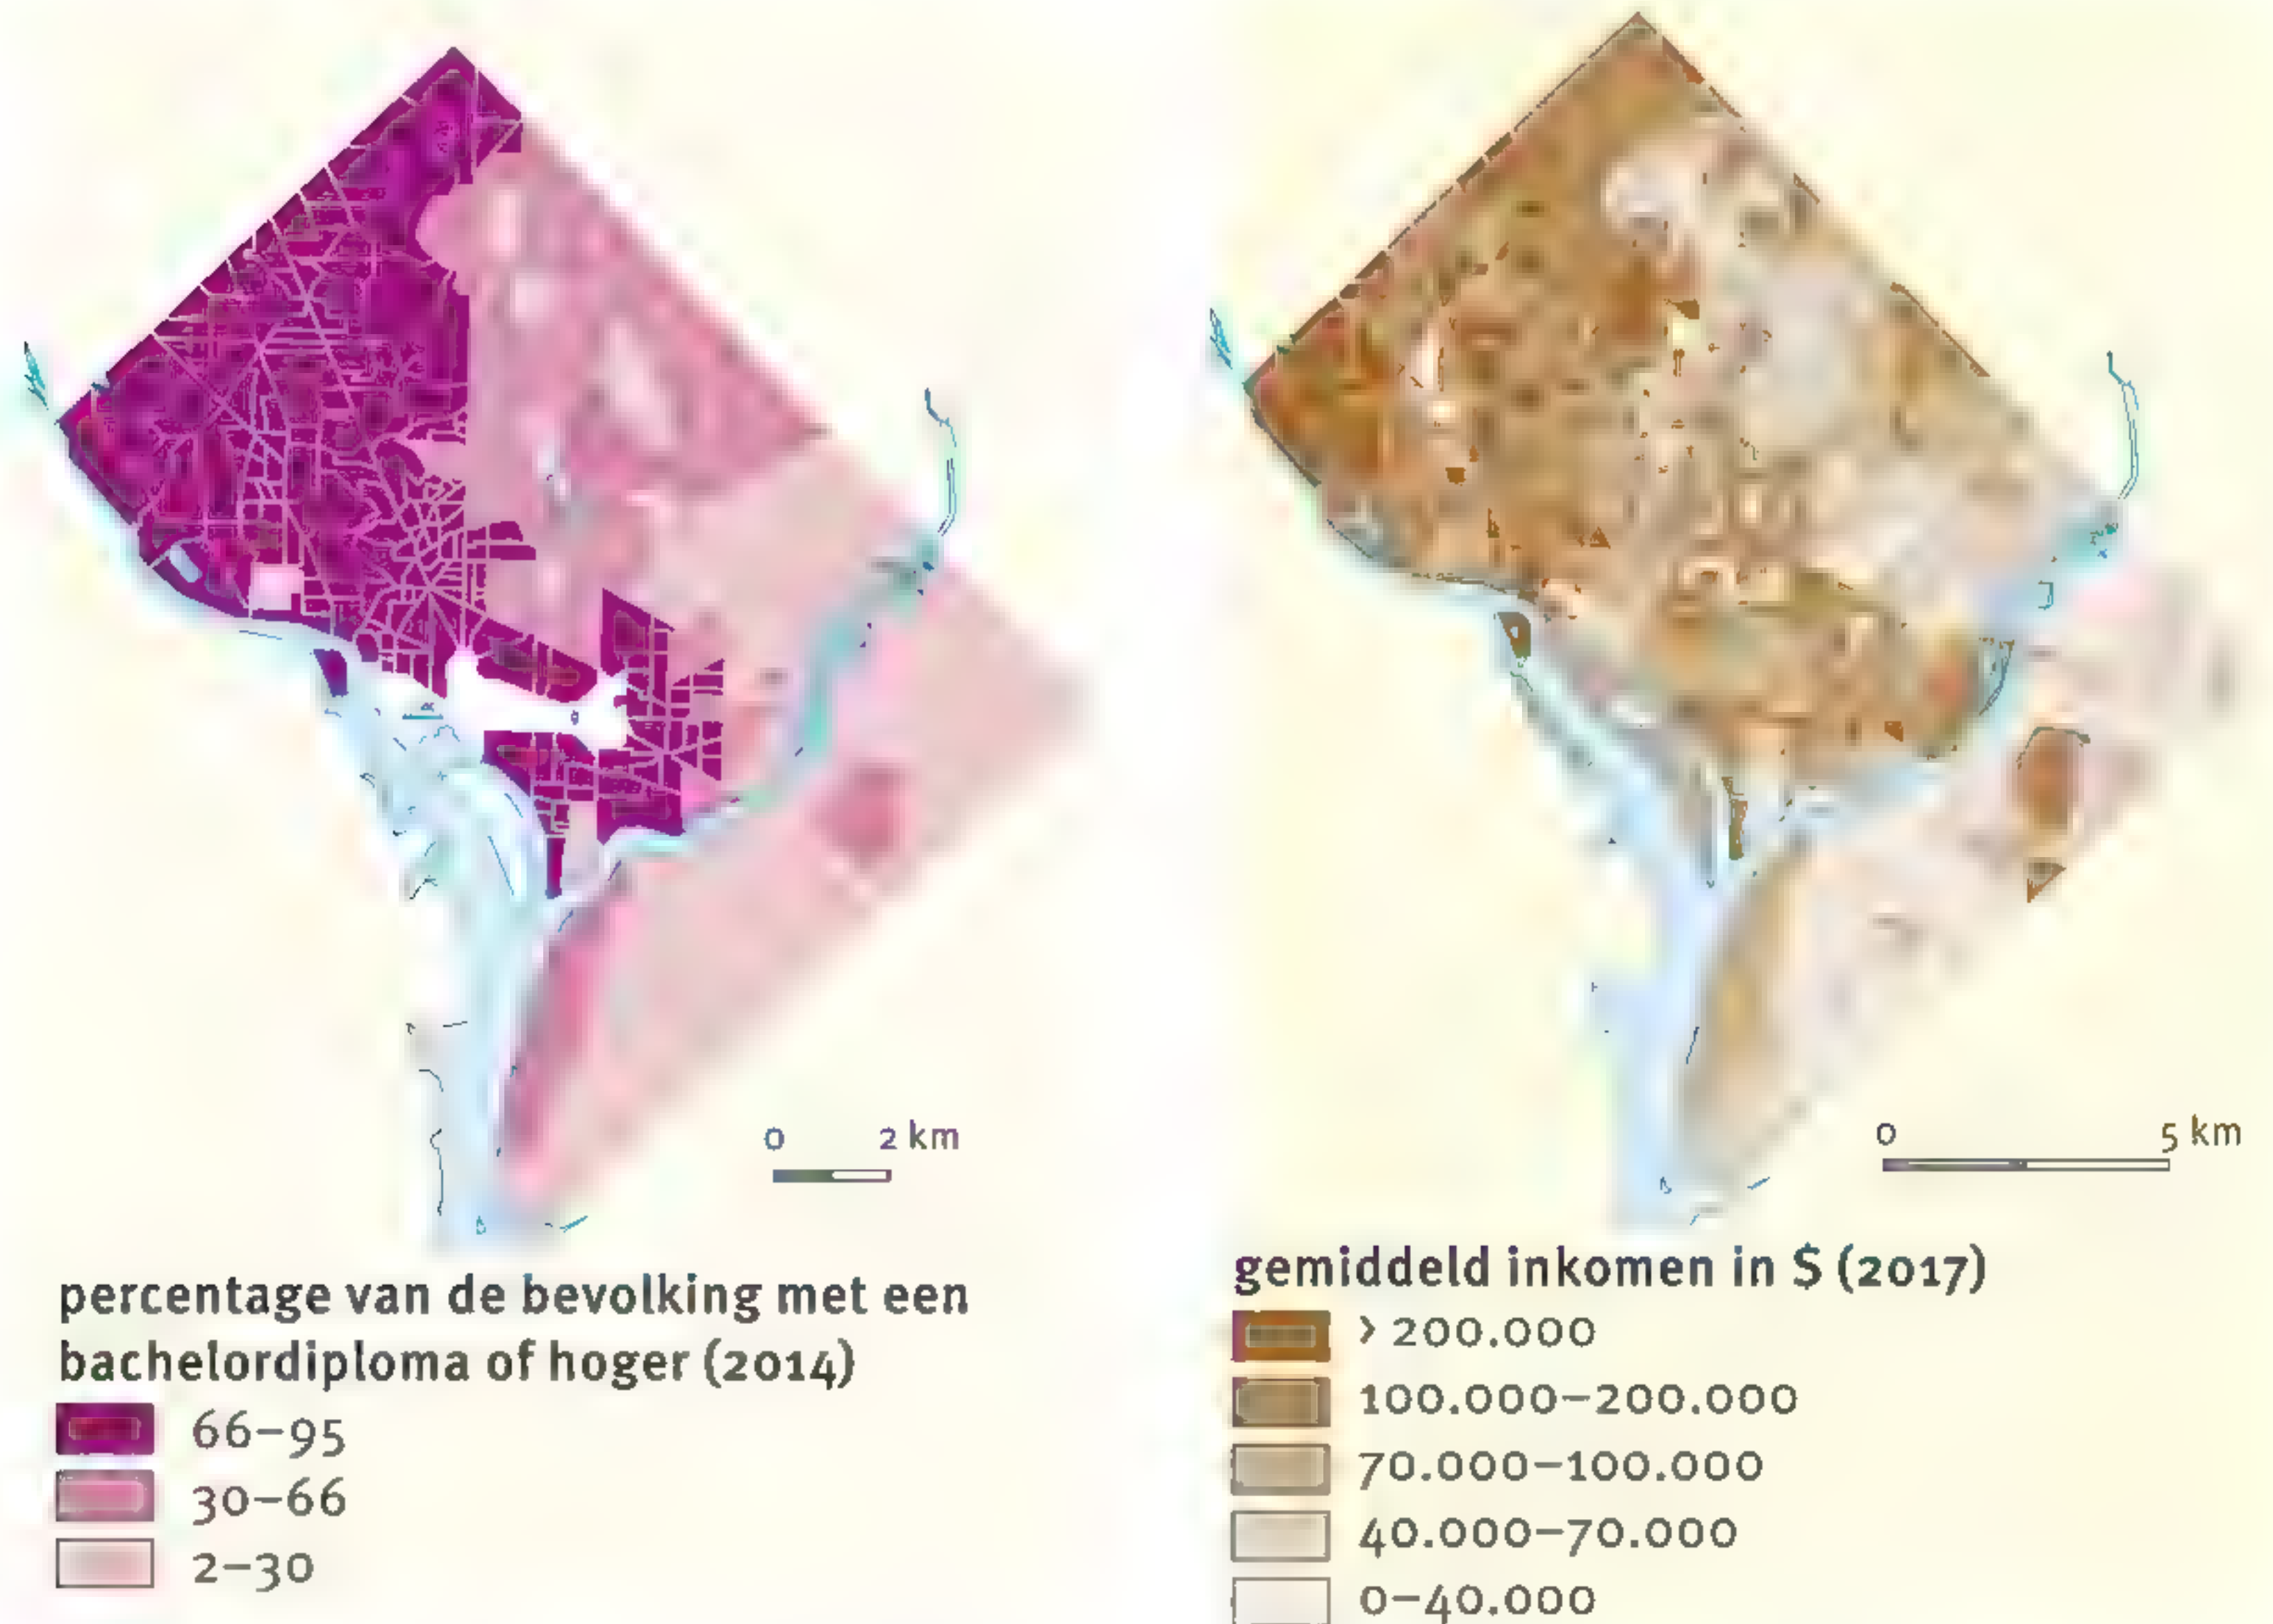 0 2 km
percentage van de bevolking met een
bachelordiploma of hoger (2014)
66–95
30–66
2–30
0 5 km
gemiddeld inkomen in $ (2017)
> 200.000
100.000–200.000
70.000–100.000
40.000–70.000
0–40.000